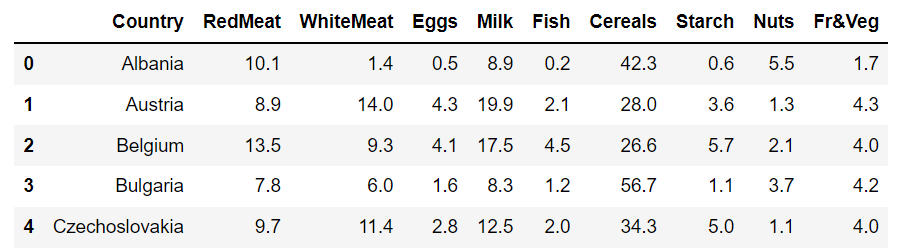 Country RedMeat WhiteMeat Eggs Milk Fish Cereals Starch Nuts Fr&Veg
0 Albania 10.1 1.4 0.5 8.9 0.2 42.3 0.6 5.5 1.7
1 Austria 8.9 14.0 4.3 19.9 2.1 28.0 3.6 1.3 4.3
2 Belgium 13.5 9.3 4.1 17.5 4.5 26.6 5.7 2.1 4.0
3 Bulgaria 7.8 6.0 1.6 8.3 1.2 56.7 1.1 3.7 4.2
4 Czechoslovakia 9.7 11.4 2.8 12.5 2.0 34.3 5.0 1.1 4.0